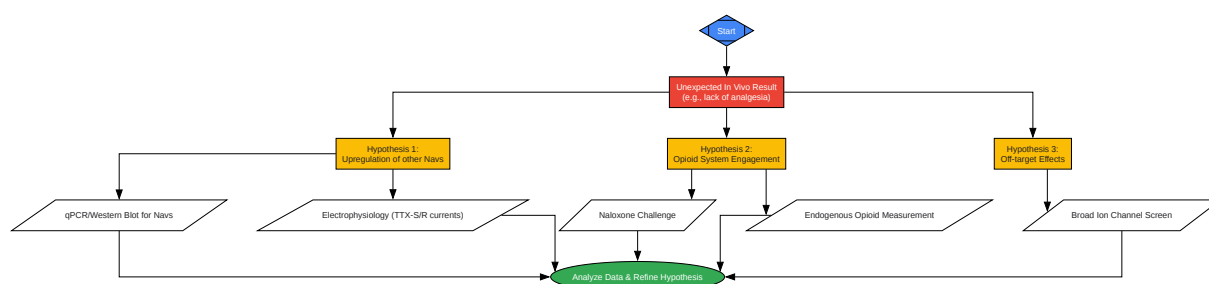 Start
Unexpected In Vivo Result
(e.g., lack of analgesia)
Hypothesis 1:
Upregulation of other Navs
Hypothesis 2:
Opioid System Engagement
Hypothesis 3:
Off-target Effects
qPCR/Western Blot for Navs
Electrophysiology (TTX-S/R currents)
Naloxone Challenge
Endogenous Opioid Measurement
Broad Ion Channel Screen
Analyze Data & Refine Hypothesis